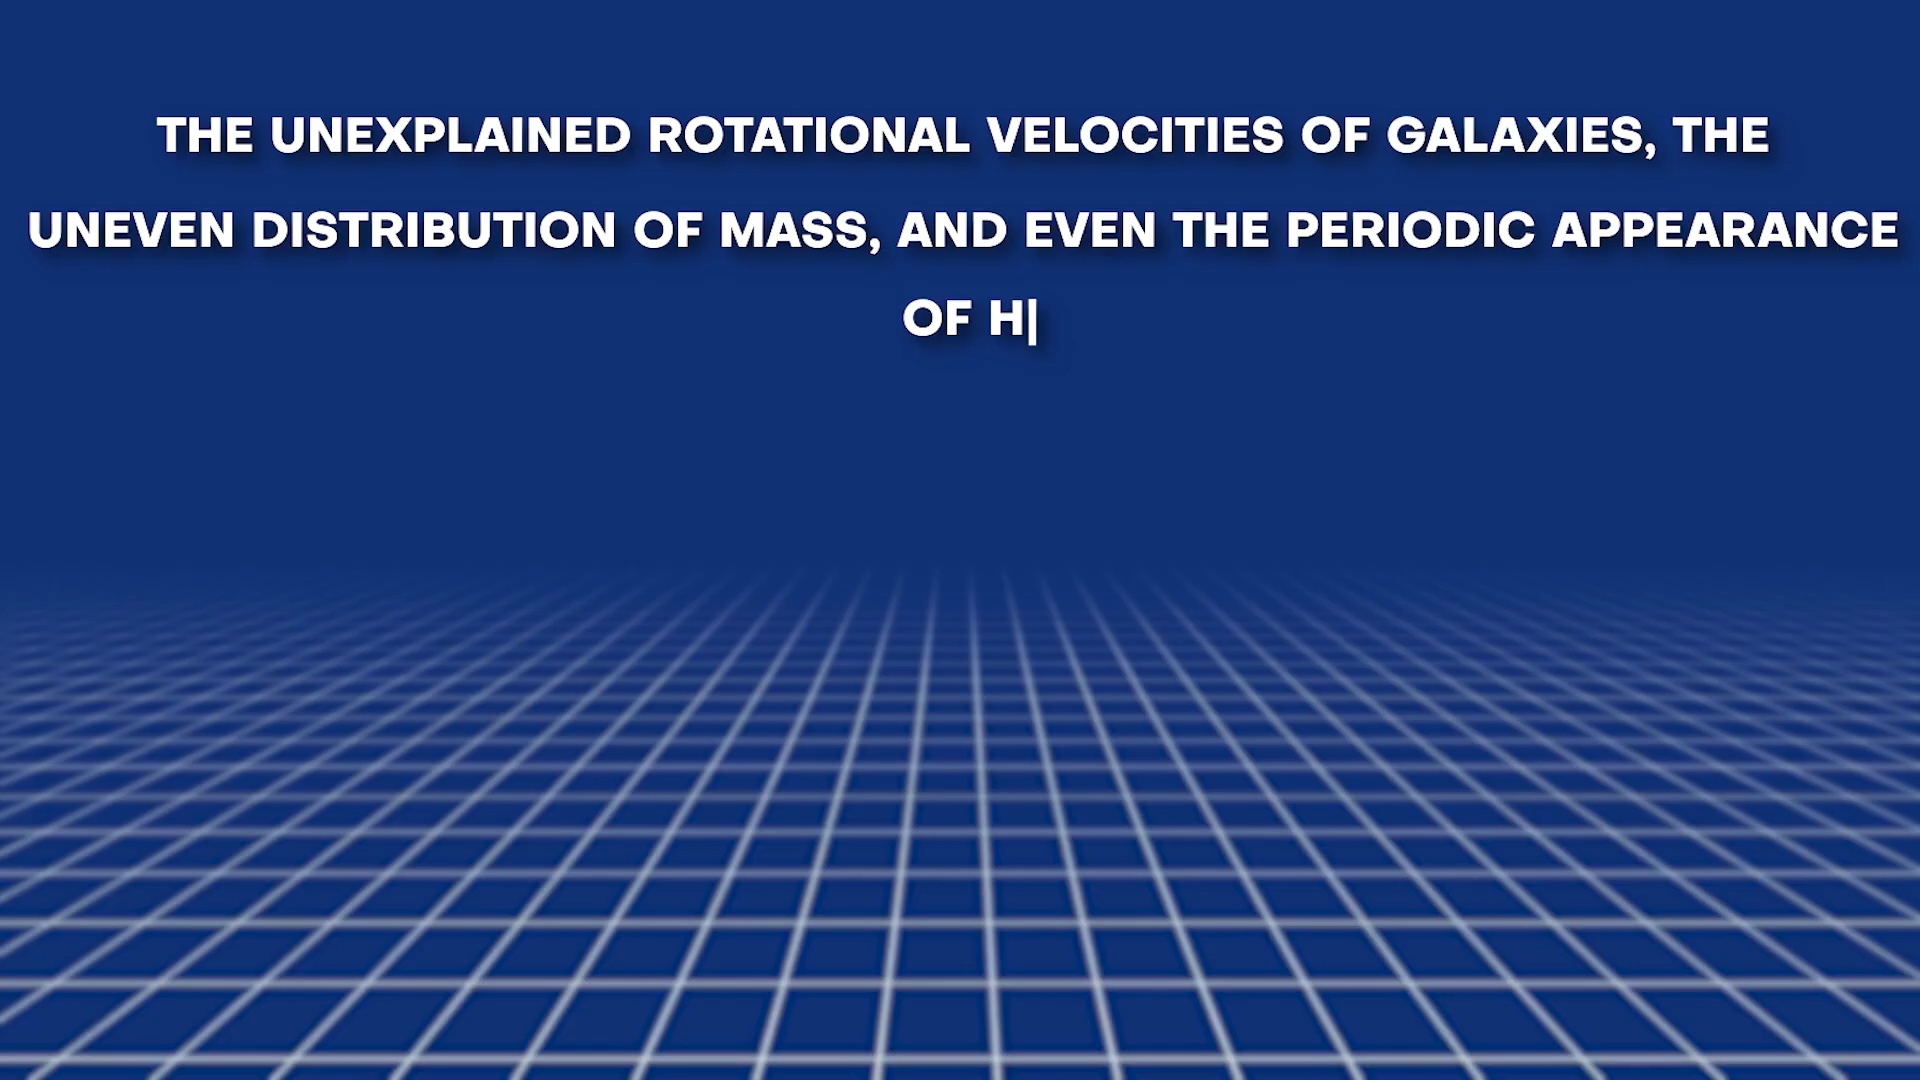 THE UNEXPLAINED ROTATIONAL VELOCITIES OF GALAXIES, THE
UNEVEN DISTRIBUTION OF MASS, AND EVEN THE PERIODIC APPEARANCE
OF H|